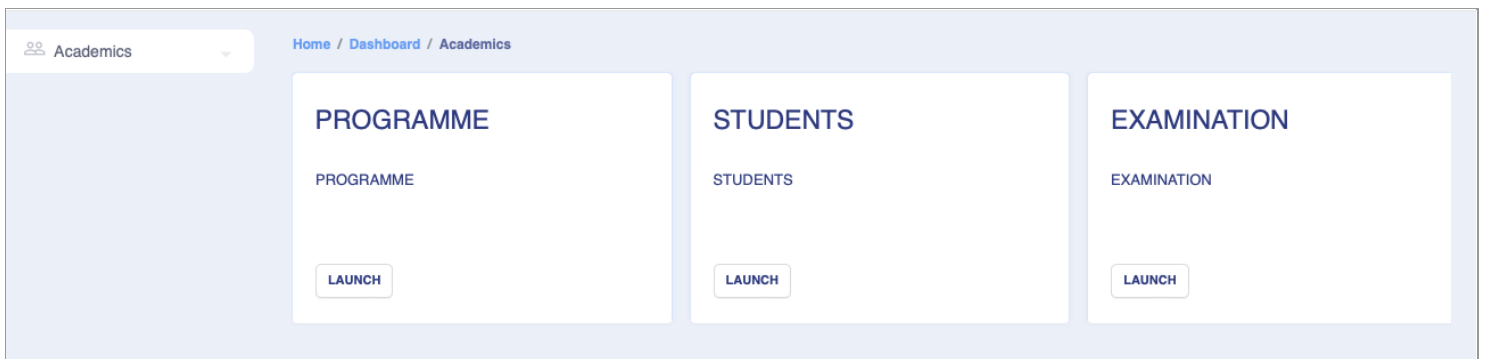 Academics
Home / Dashboard / Academics
PROGRAMME
PROGRAMME
LAUNCH
STUDENTS
STUDENTS
LAUNCH
EXAMINATION
EXAMINATION
LAUNCH